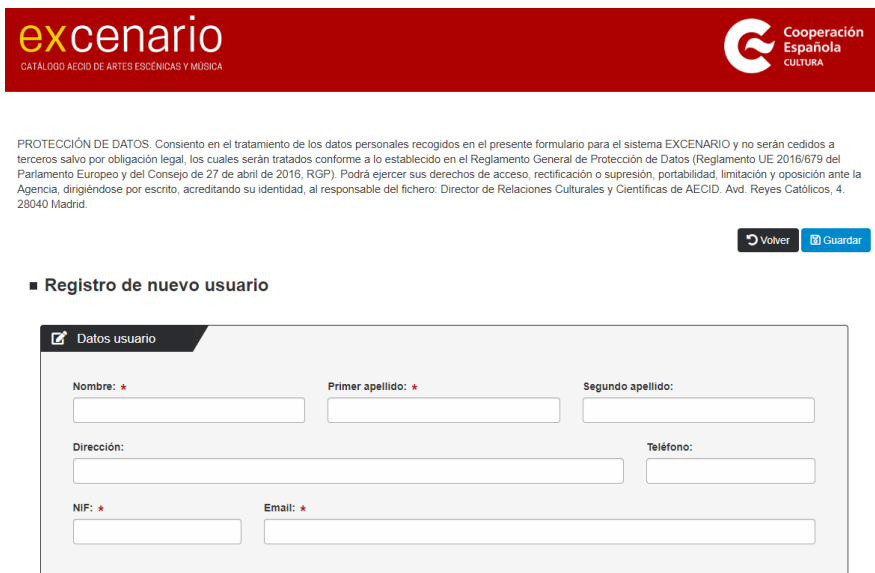 excenario
CATÁLOGO AECID DE ARTES ESCÉNICAS Y MÚSICA
Cooperación
Española
CULTURA
PROTECCIÓN DE DATOS. Consiento en el tratamiento de los datos personales recogidos en el presente formulario para el sistema EXCENARIO y no serán cedidos a
terceros salvo por obligación legal, los cuales serán tratados conforme a lo establecido en el Reglamento General de Protección de Datos (Reglamento UE 2016/679 del
Parlamento Europeo y del Consejo de 27 de abril de 2016, RGP). Podrá ejercer sus derechos de acceso, rectificación o supresión, portabilidad, limitación y oposición ante la
Agencia, dirigiéndose por escrito, acreditando su identidad, al responsable del fichero: Director de Relaciones Culturales y Científicas de AECID. Avd. Reyes Católicos, 4.
28040 Madrid.
Volver Guardar
Registro de nuevo usuario
Datos usuario
Nombre: * Primer apellido: * Segundo apellido:
Dirección: Teléfono:
NIF: * Email: *